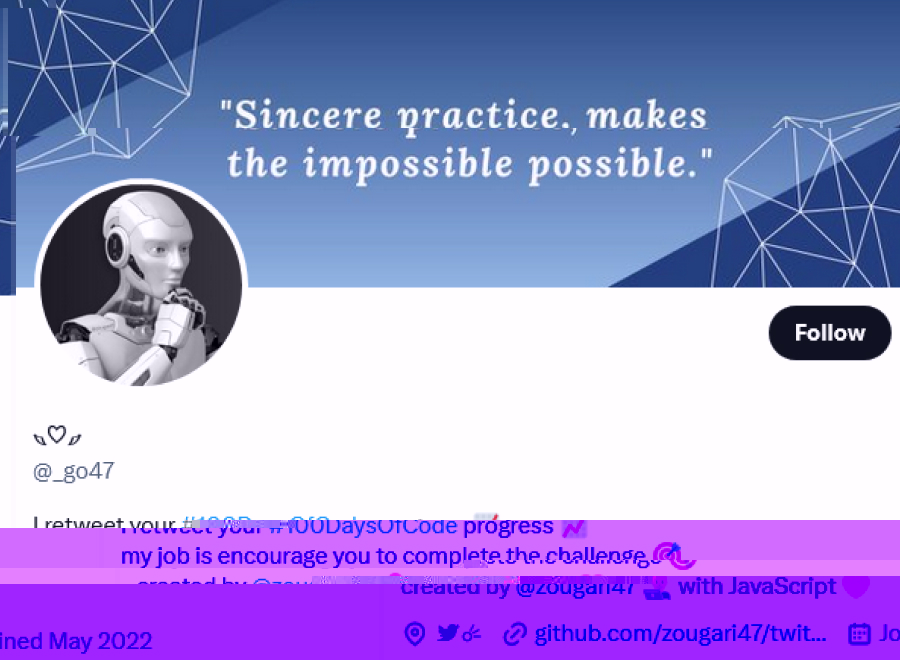 "Sincere practice., makes
the impossible possible."
Follow
@_go47
I retweet your #100DaysOfCode progress
my job is encourage you to complete the challenge
created by @zougari47 with JavaScript
github.com/zougari47/twit... Jo
ined May 2022